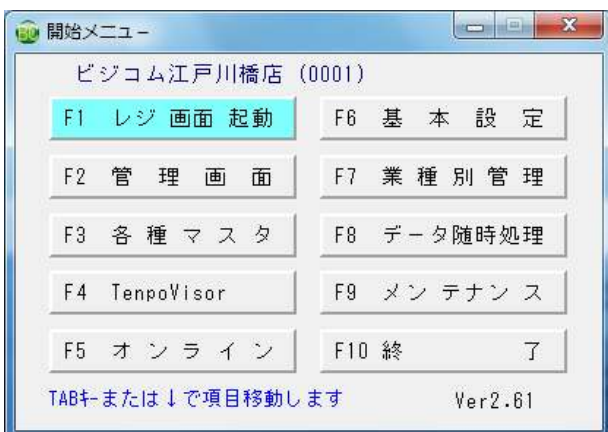 開始メニュー
ビジコム江戸川橋店 (0001)
F1 レジ 画面 起動
F6 基 本 設 定
F2 管 理 画 面
F7 業 種 別 管 理
F3 各 種 マ ス タ
F8 データ随時処理
F4 TenpoVisor
F9 メン テナン ス
F5 オ ン ラ イ ン
F10 終 了
TABキーまたは↓で項目移動します
Ver2.61